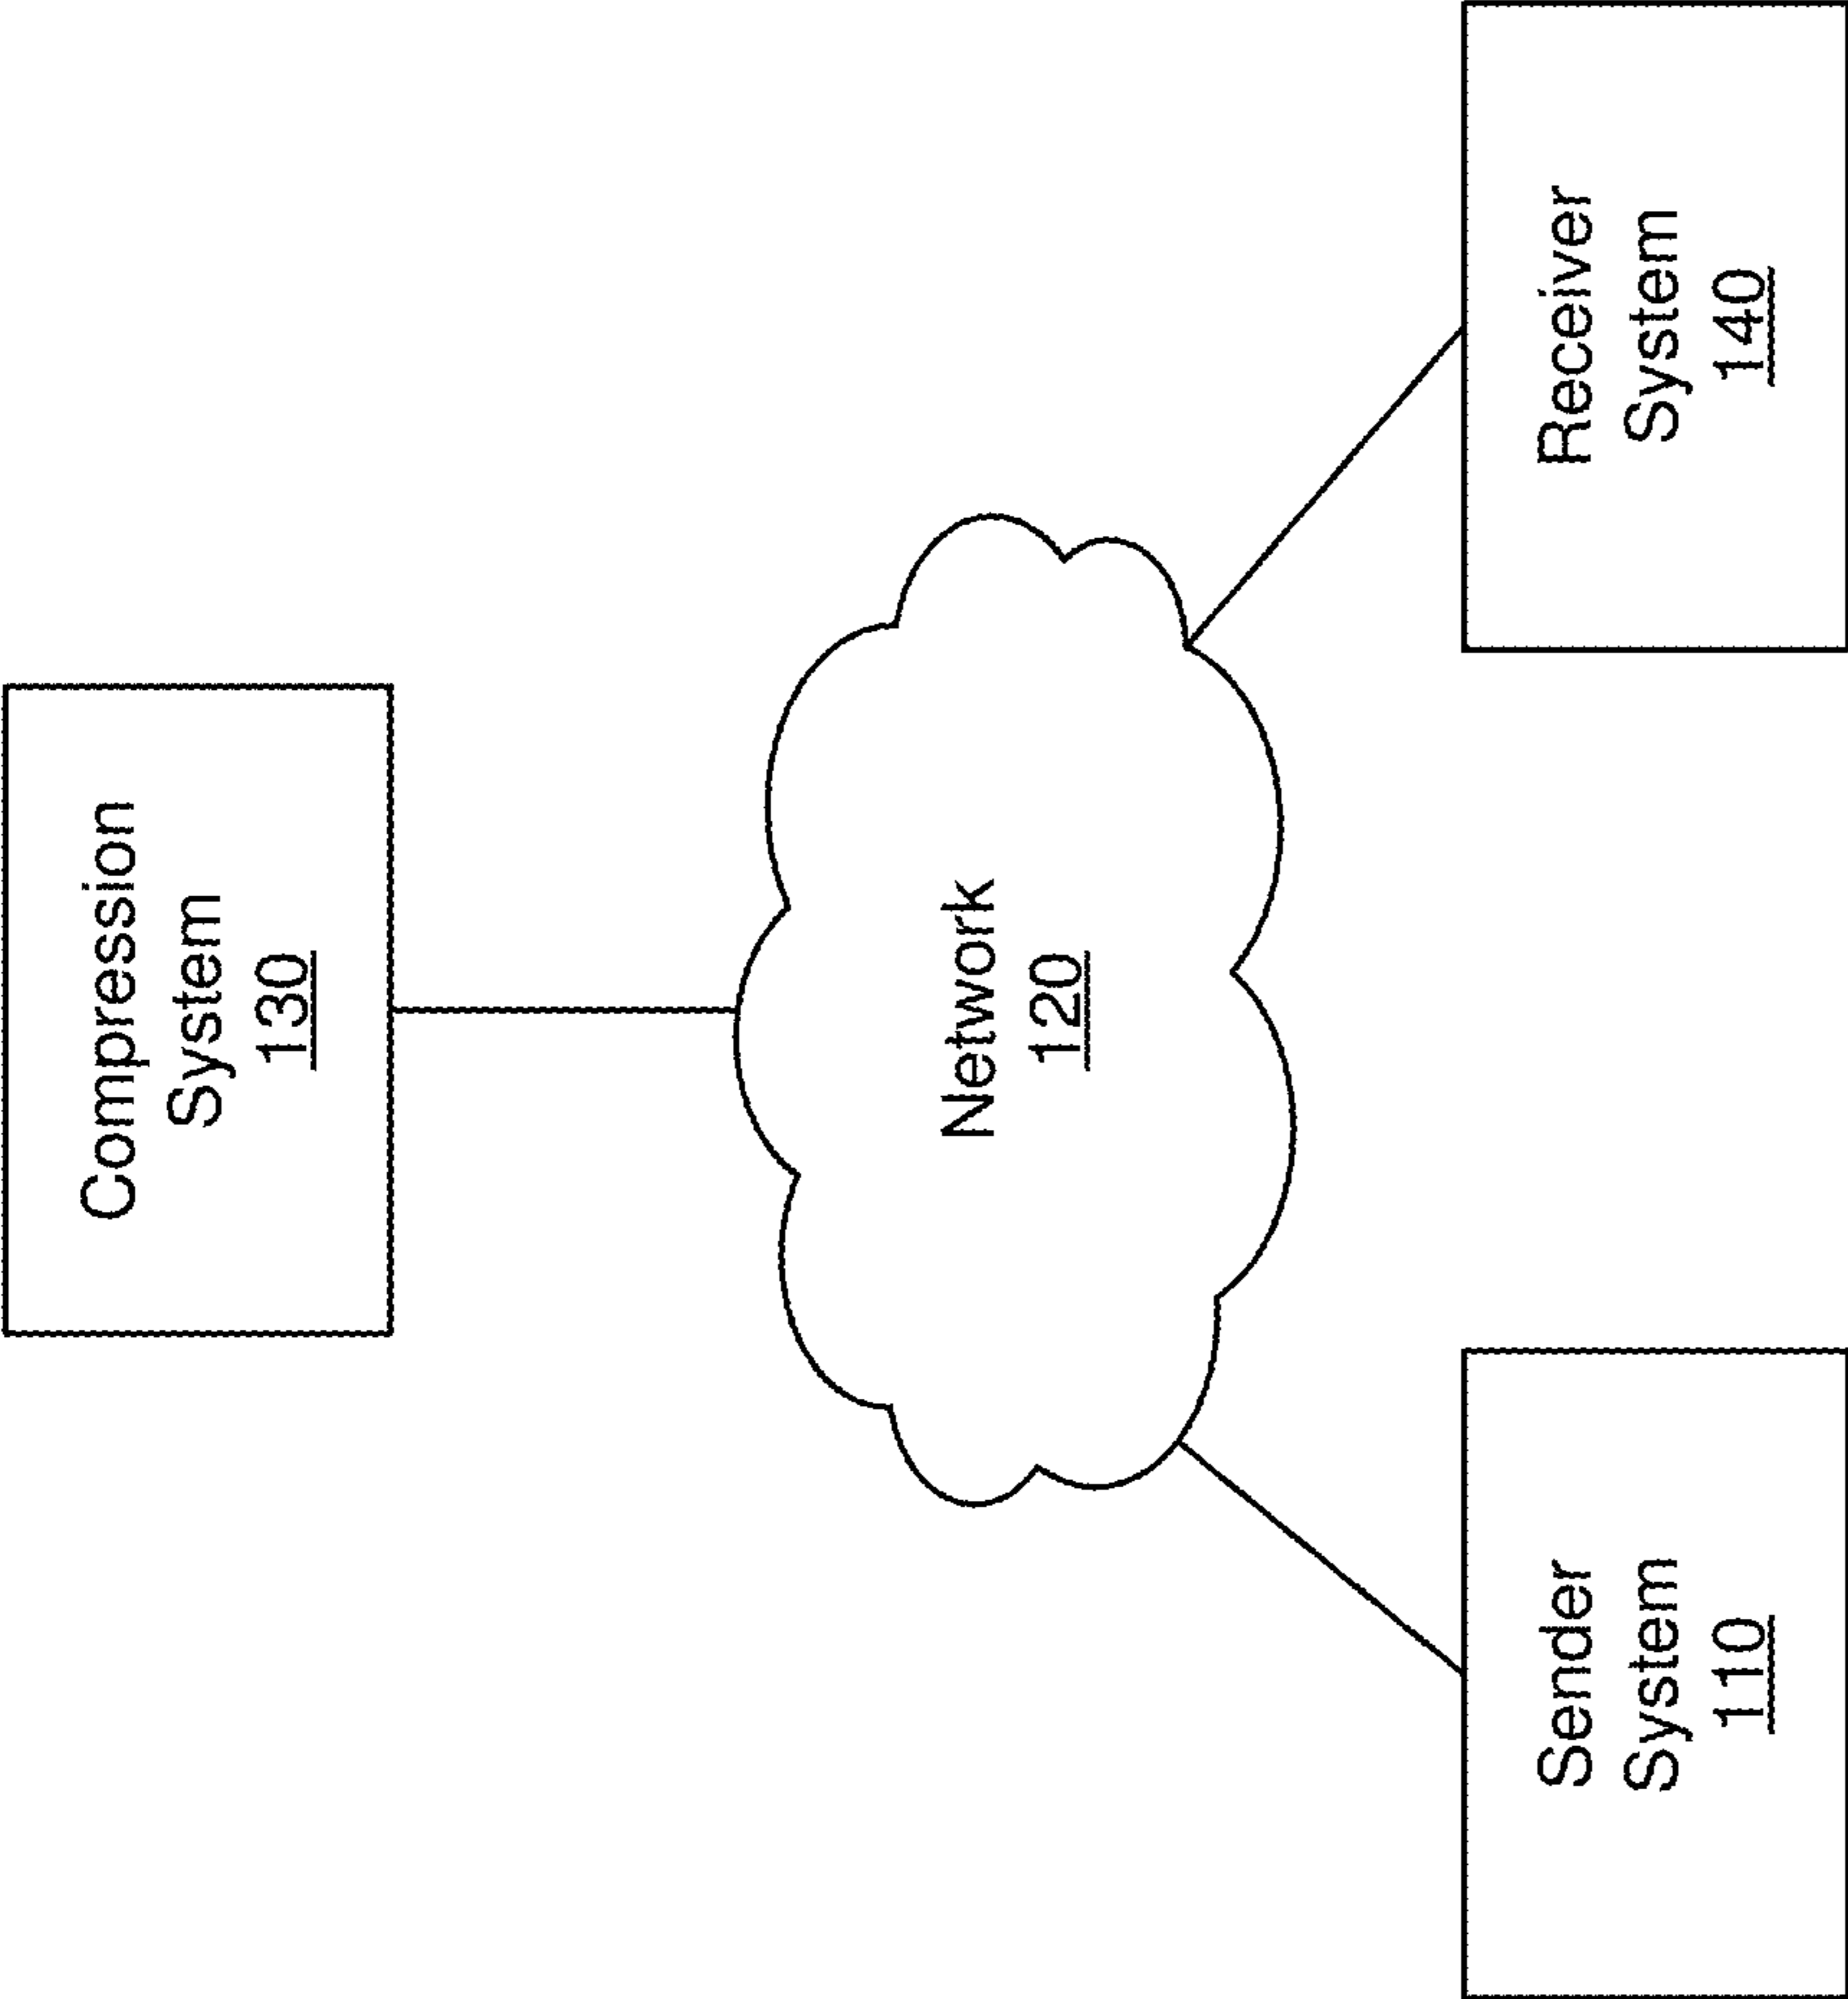 Compression
System
130
Network
120
Sender
System
110
Receiver
System
140